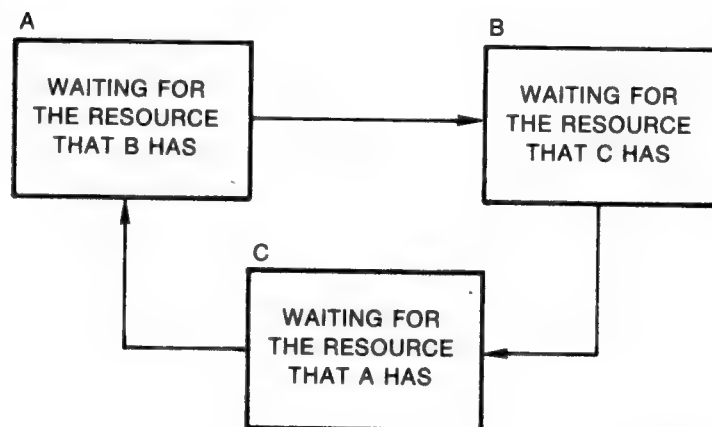 A
WAITING FOR
THE RESOURCE
THAT B HAS
B
WAITING FOR
THE RESOURCE
THAT C HAS
C
WAITING FOR
THE RESOURCE
THAT A HAS